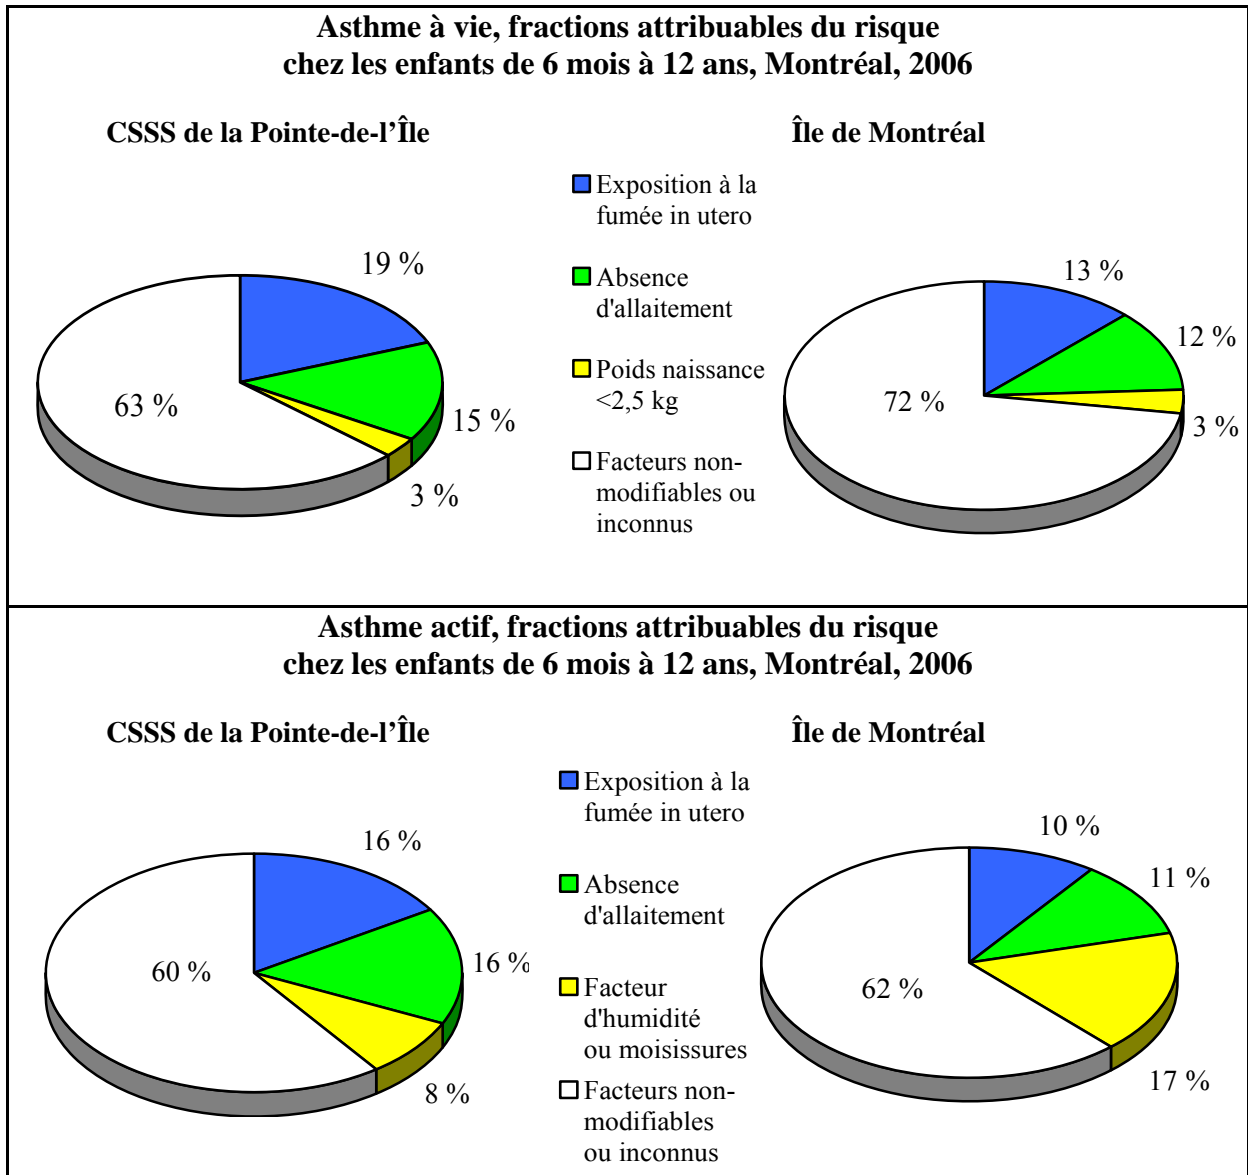 Asthme à vie, fractions attribuables du risque
chez les enfants de 6 mois à 12 ans, Montréal, 2006
CSSS de la Pointe-de-l’Île
Île de Montréal
Exposition à la
fumée in utero
Absence
d'allaitement
Poids naissance
<2,5 kg
Facteurs non-
modifiables ou
inconnus
19 %
15 %
3 %
63 %
13 %
12 %
3 %
72 %
Asthme actif, fractions attribuables du risque
chez les enfants de 6 mois à 12 ans, Montréal, 2006
CSSS de la Pointe-de-l’Île
Île de Montréal
Exposition à la
fumée in utero
Absence
d'allaitement
Facteur
d'humidité
ou moisissures
Facteurs non-
modifiables
ou inconnus
16 %
16 %
8 %
60 %
10 %
11 %
17 %
62 %